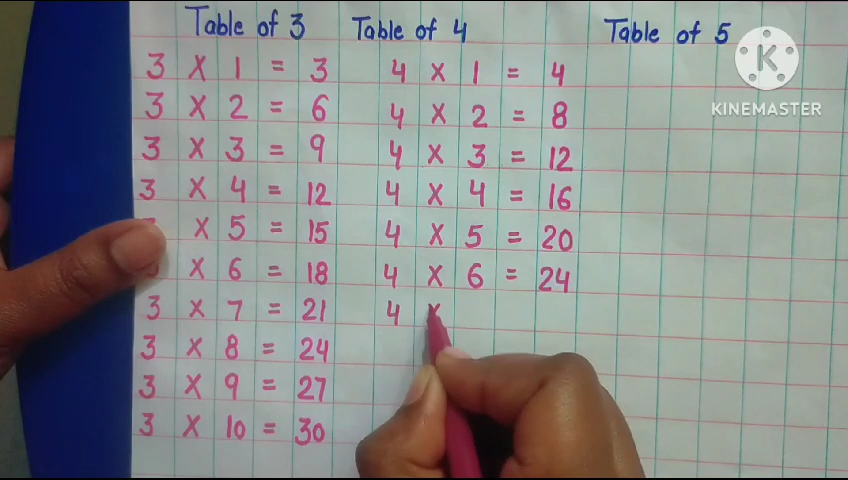 Table of 3 Table of 4 Table of 5
K
KINEMASTER
3 X 1 = 3 4 X 1 = 4
3 X 2 = 6 4 X 2 = 8
3 X 3 = 9 4 X 3 = 12
3 X 4 = 12 4 X 4 = 16
X 5 = 15 4 X 5 = 20
X 6 = 18 4 X 6 = 24
3 X 7 = 21 4 X
3 X 8 = 24
3 X 9 = 27
3 X 10 = 30